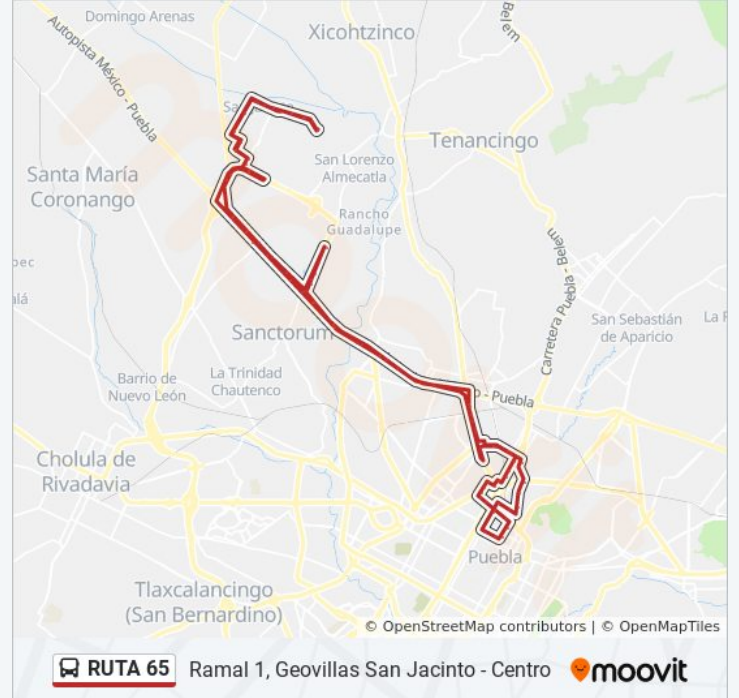 Domingo Arenas
Xicohtzinco
Belem
Autopista México - Puebla
Tenancingo
San Lorenzo
Almecatla
Santa María
Coronango
Rancho
Guadalupe
Carretera Puebla - Belem
San Sebastián
de Aparicio
Sanctorum
La Trinidad
Chautenco
Barrio de
Nuevo León
- Puebla
Cholula de
Rivadavia
Puebla
Tlaxcalancingo
(San Bernardino)
© OpenStreetMap contributors | © OpenMapTiles
RUTA 65 Ramal 1, Geovillas San Jacinto - Centro moovit